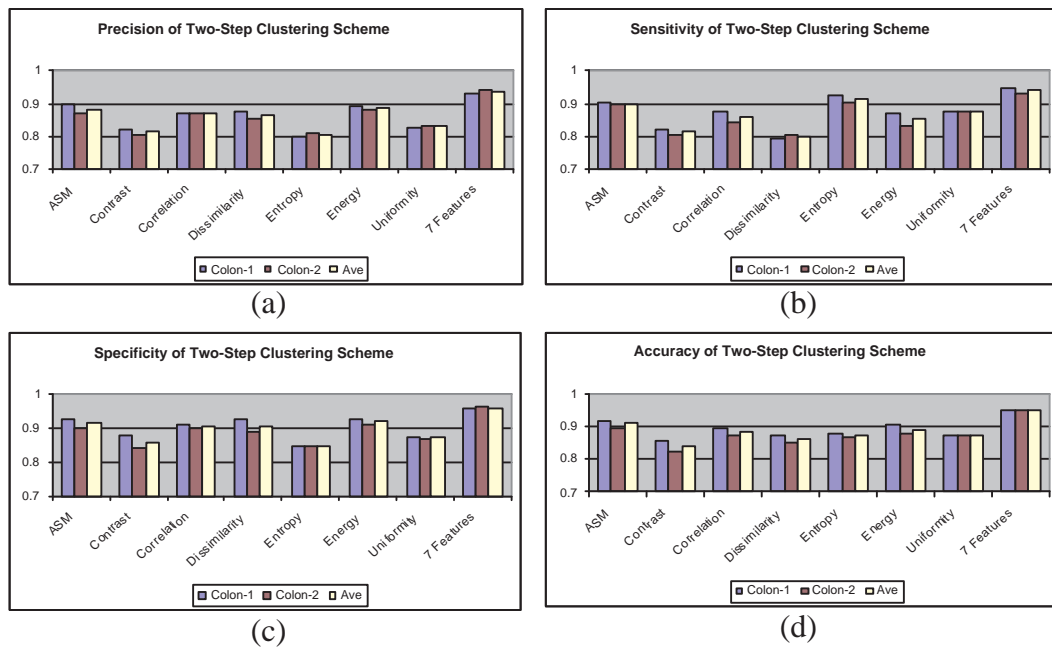 Precision of Two-Step Clustering Scheme
1
0.9
0.8
0.7
ASM
Contrast
Correlation
Dissimilarity
Entropy
Energy
Uniformity
7 Features
Colon-1 Colon-2 Ave
(a)
Sensitivity of Two-Step Clustering Scheme
1
0.9
0.8
0.7
ASM
Contrast
Correlation
Dissimilarity
Entropy
Energy
Uniformity
7 Features
Colon-1 Colon-2 Ave
(b)
Specificity of Two-Step Clustering Scheme
1
0.9
0.8
0.7
ASM
Contrast
Correlation
Dissimilarity
Entropy
Energy
Uniformity
7 Features
Colon-1 Colon-2 Ave
(c)
Accuracy of Two-Step Clustering Scheme
1
0.9
0.8
0.7
ASM
Contrast
Correlation
Dissimilarity
Entropy
Energy
Uniformity
7 Features
Colon-1 Colon-2 Ave
(d)